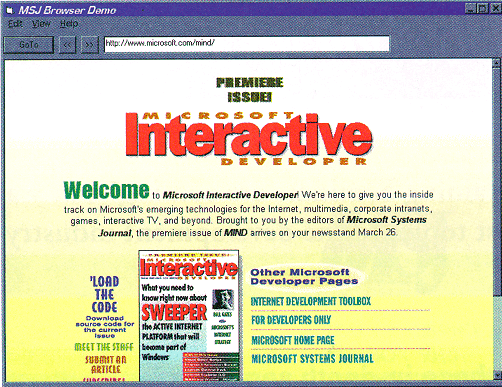 MSJ Browser Demo
Edit View Help
GoTo << >> http://www.microsoft.com/mind/
PREMIERE
ISSUE!
MICROSOFT
Interactive
DEVELOPER
Welcome to Microsoft Interactive Developer! We're here to give you the inside
track on Microsoft's emerging technologies for the Internet, multimedia, corporate intranets,
games, interactive TV, and beyond. Brought to you by the editors of Microsoft Systems
Journal, the premiere issue of MIND arrives on your newsstand March 26.
'LOAD
THE
CODE
Download
source code for
the current
issue
MEET THE STAFF
SUBMIT AN
ARTICLE
SUBSCRIBE!
PREMIERE ISSUE!
MICROSOFT
Interactive
What you need to
know right now about
SWEEPER
the ACTIVE INTERNET
PLATFORM that will
become part of
Windows
BILL GATES
MICROSOFT'S
INTERNET
STRATEGY
Other Microsoft
Developer Pages
INTERNET DEVELOPMENT TOOLBOX
FOR DEVELOPERS ONLY
MICROSOFT HOME PAGE
MICROSOFT SYSTEMS JOURNAL